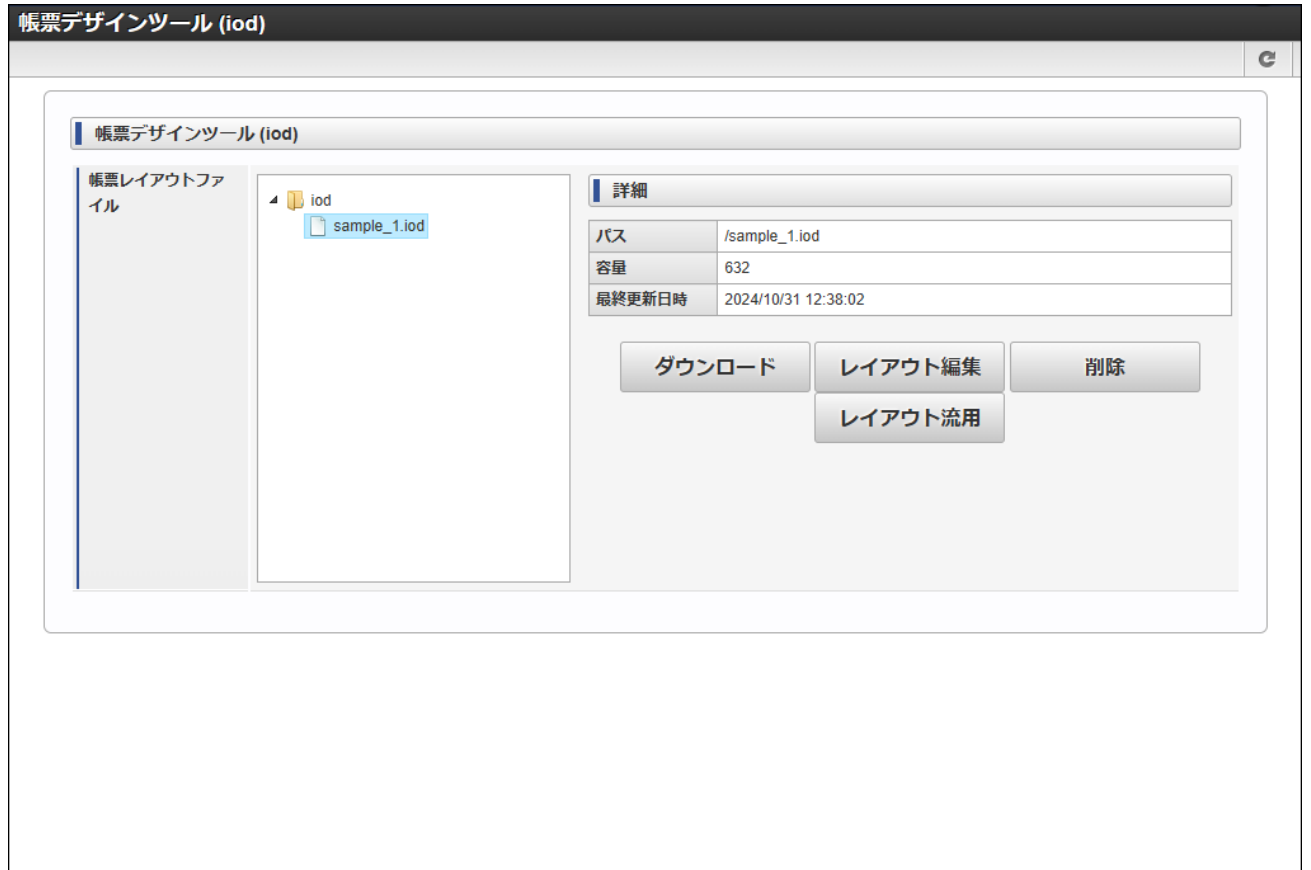 帳票デザインツール (iod)
帳票デザインツール (iod)
帳票レイアウトファ
イル
iod
sample_1.iod
詳細
パス /sample_1.iod
容量 632
最終更新日時 2024/10/31 12:38:02
ダウンロード レイアウト編集 削除
レイアウト流用